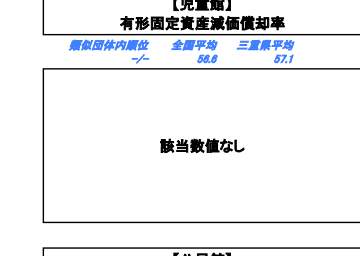 【児童館】
有形固定資産減価償却率
類似団体内順位 全国平均 三重県平均
-/- 56.6 57.1
該当数値なし